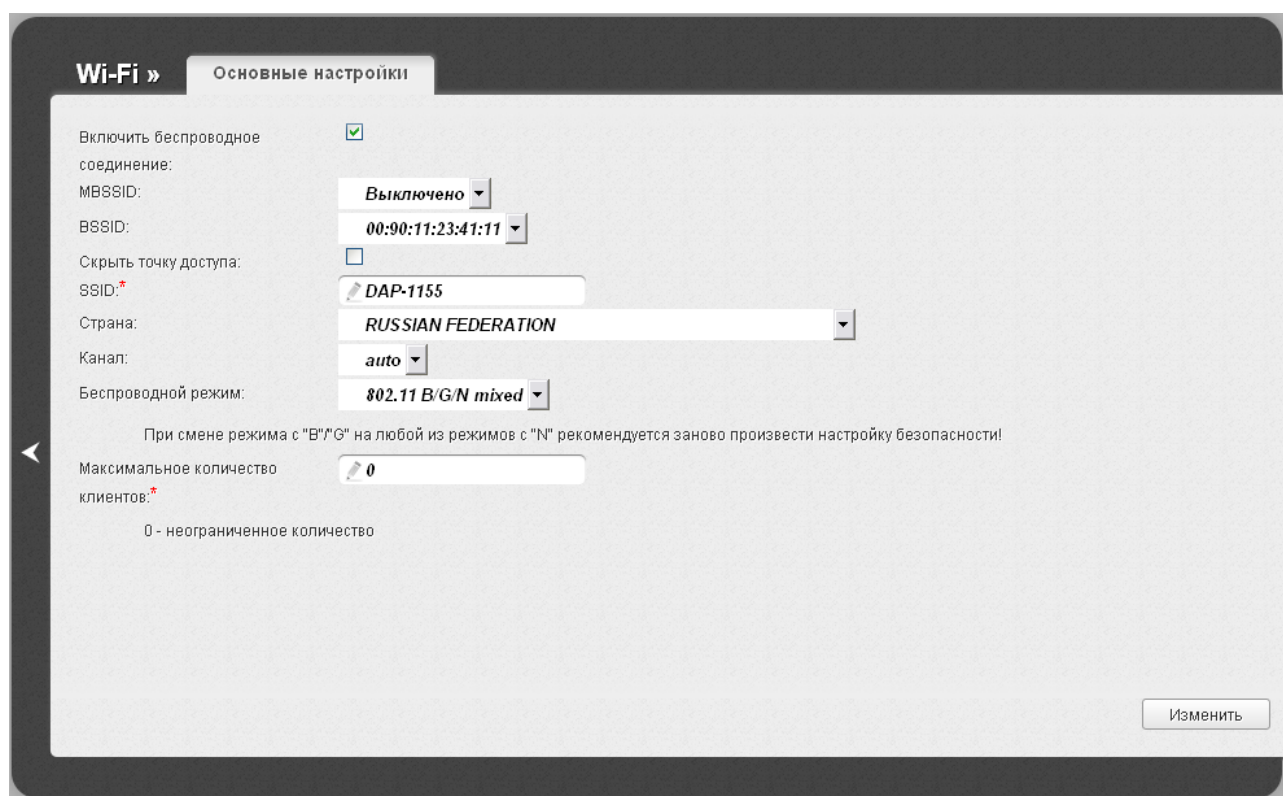 Wi-Fi » Основные настройки
Включить беспроводное
соединение:
MBSSID: Выключено
BSSID: 00:90:11:23:41:11
Скрыть точку доступа:
SSID:* DAP-1155
Страна: RUSSIAN FEDERATION
Канал: auto
Беспроводной режим: 802.11 B/G/N mixed
При смене режима с "B"/"G" на любой из режимов с "N" рекомендуется заново произвести настройку безопасности!
Максимальное количество
клиентов:* 0
0 - неограниченное количество
Изменить